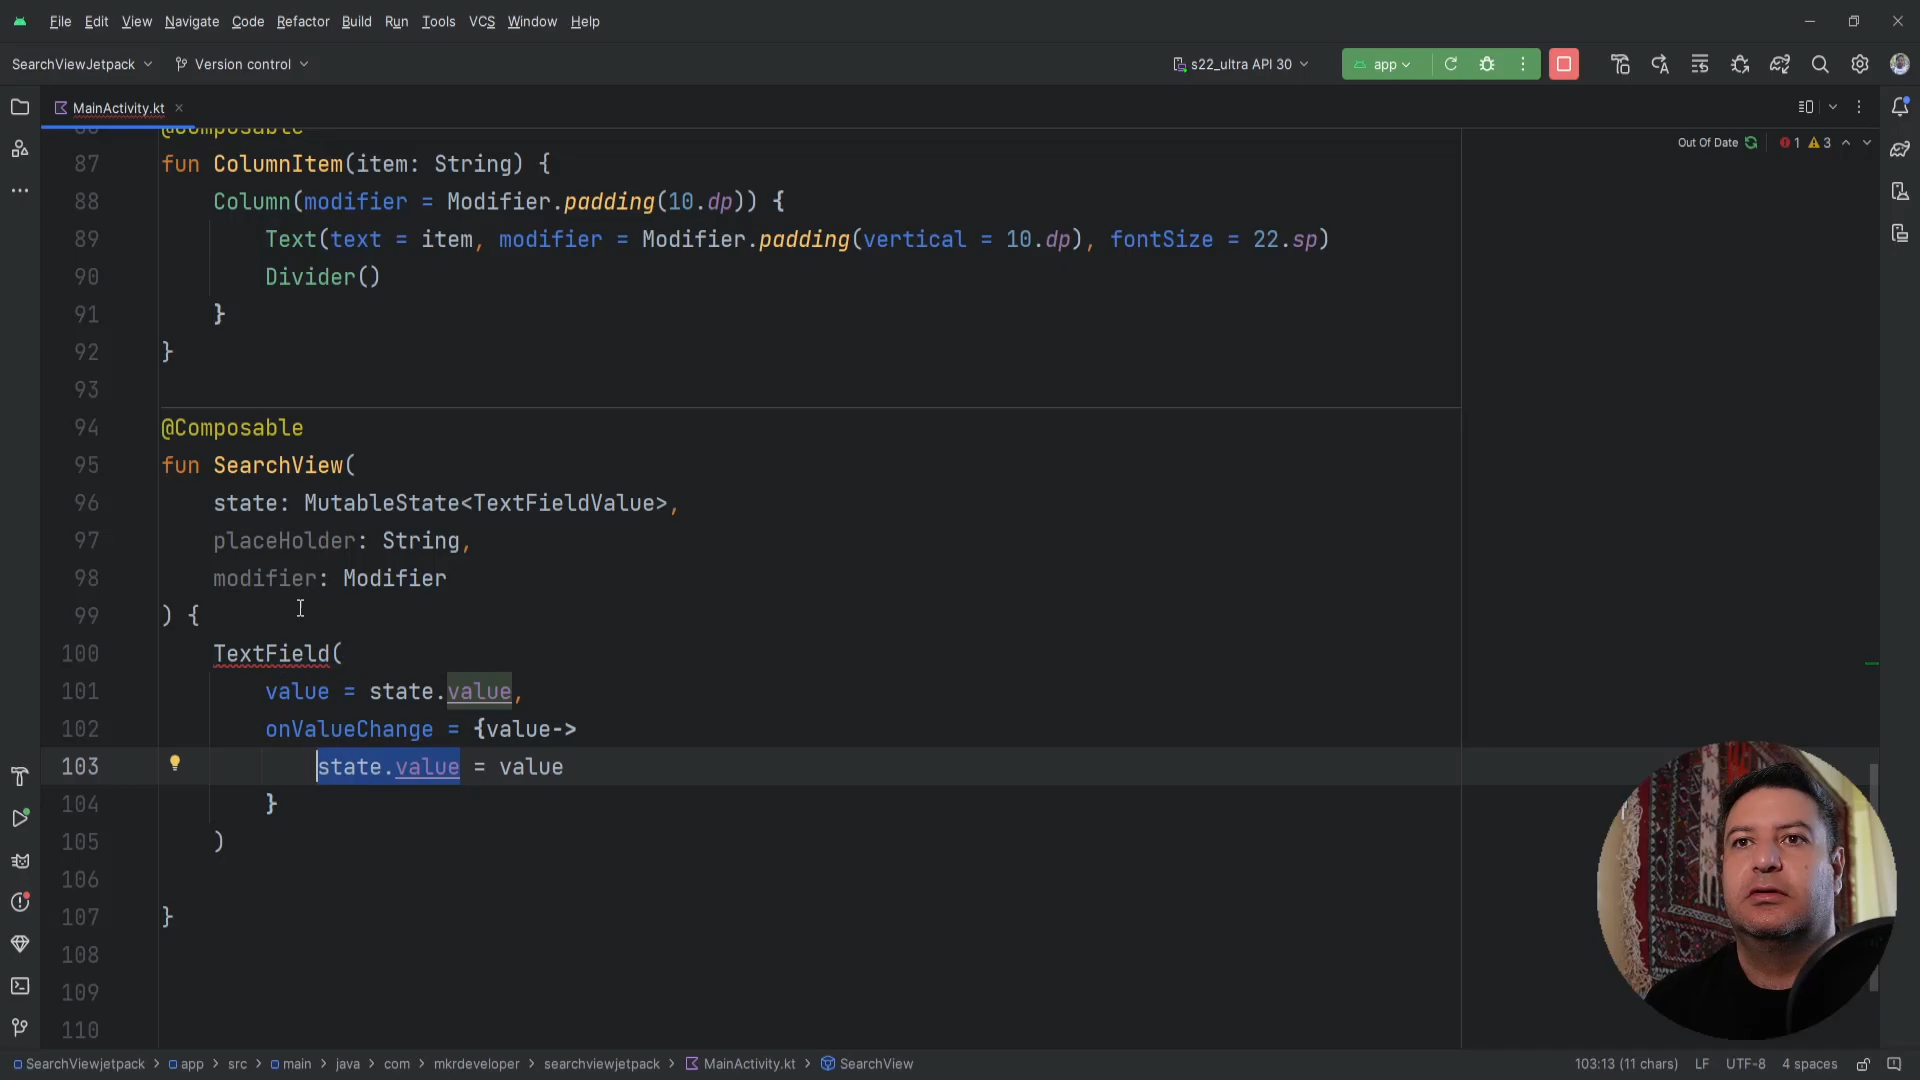 File Edit View Navigate Code Refactor Build Run Tools VCS Window Help
SearchViewJetpack Version control s22_ultra API 30 app
MainActivity.kt
Out Of Date 1 3
86 @Composable
87 fun ColumnItem(item: String) {
88 Column(modifier = Modifier.padding(10.dp)) {
89 Text(text = item, modifier = Modifier.padding(vertical = 10.dp), fontSize = 22.sp)
90 Divider()
91 }
92 }
93
94 @Composable
95 fun SearchView(
96 state: MutableState<TextFieldValue>,
97 placeHolder: String,
98 modifier: Modifier
99 ) {
100 TextField(
101 value = state.value,
102 onValueChange = {value->
103 state.value = value
104 }
105 )
106
107 }
108
109
110
SearchViewjetpack > app > src > main > java > com > mkrdeveloper > searchviewjetpack > MainActivity.kt > SearchView 103:13 (11 chars) LF UTF-8 4 spaces